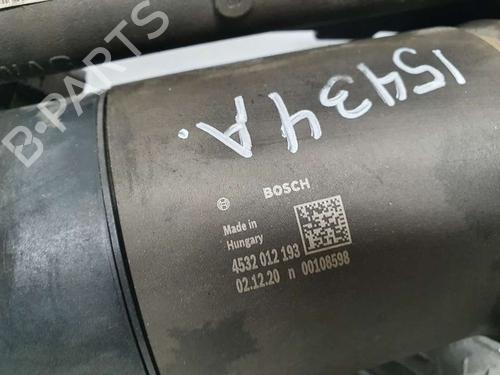 15434A.
BOSCH
Made in
Hungary
4532 012 193
02.12.20 n 00108598
B-PARTS